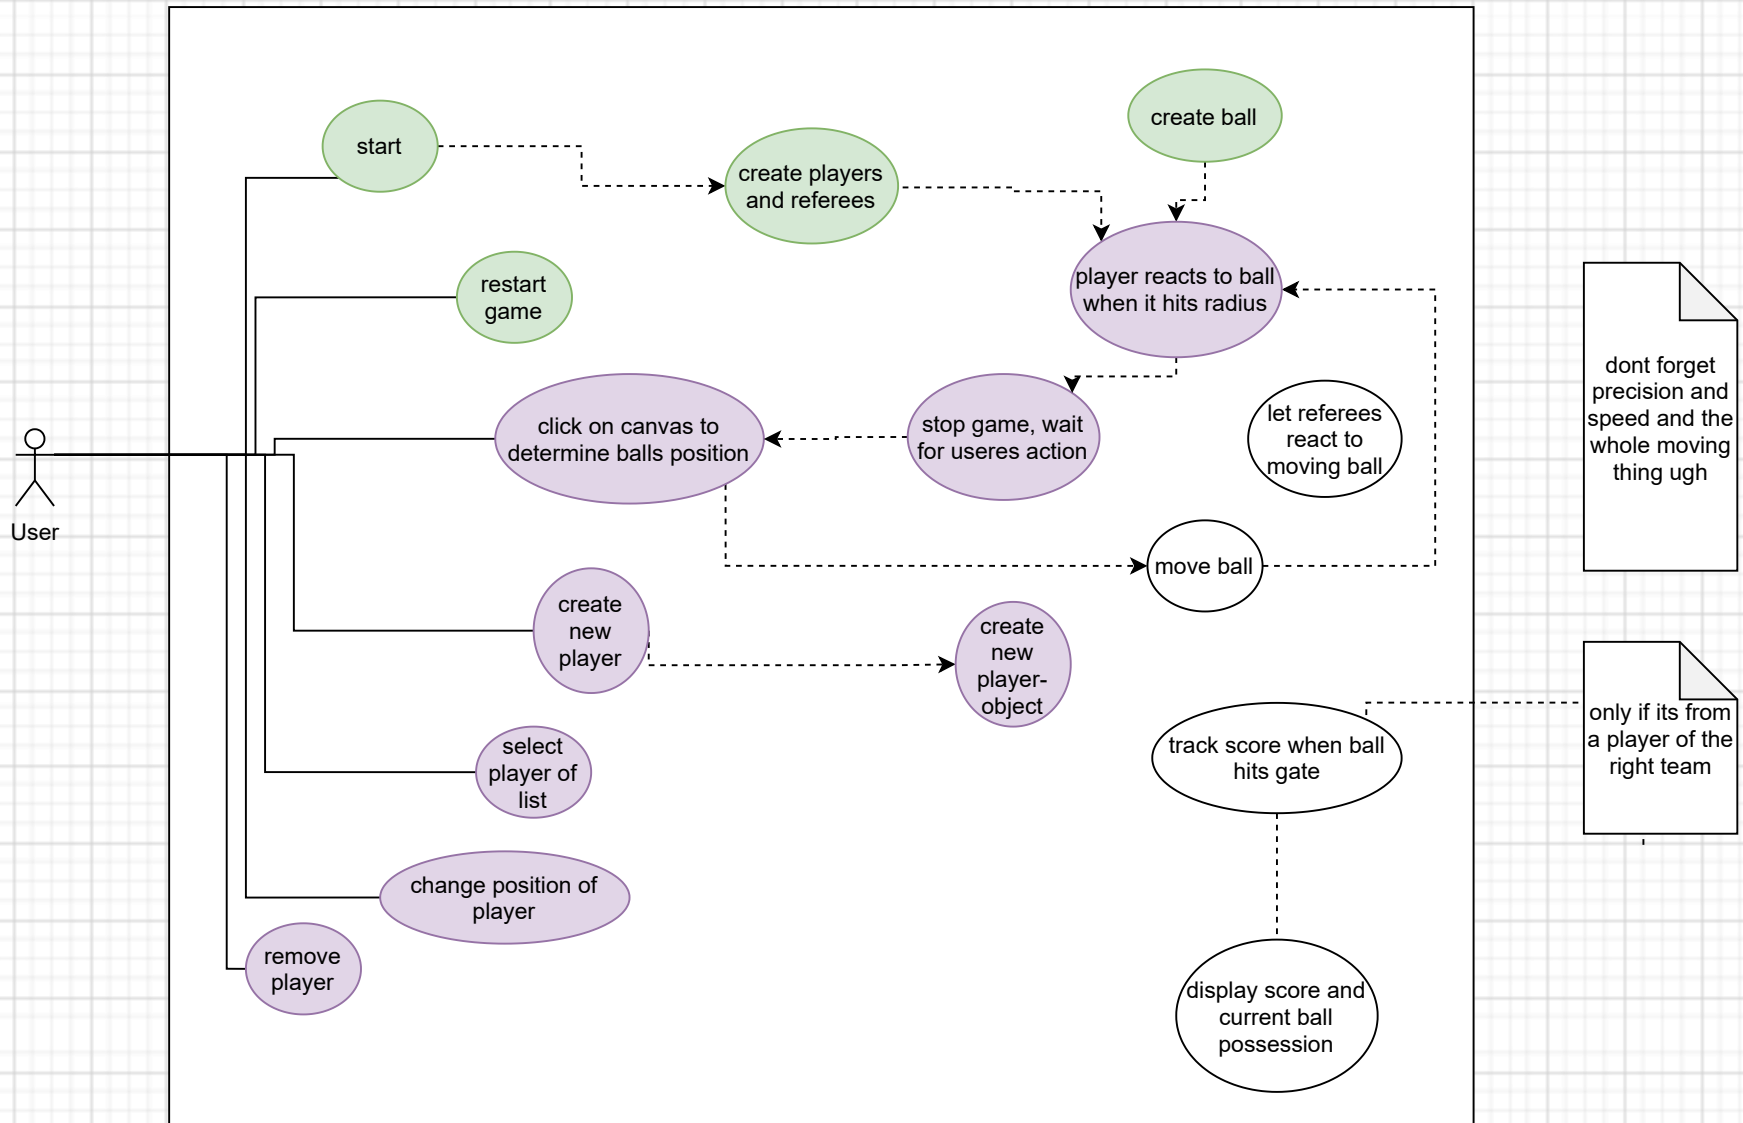 start
create players
and referees
create ball
restart
game
player reacts to ball
when it hits radius
click on canvas to
determine balls position
stop game, wait
for useres action
let referees
react to
moving ball
move ball
User
create
new
player
create
new
player-
object
select
player of
list
track score when ball
hits gate
change position of
player
remove
player
display score and
current ball
possession
dont forget
precision and
speed and the
whole moving
thing ugh
only if its from
a player of the
right team